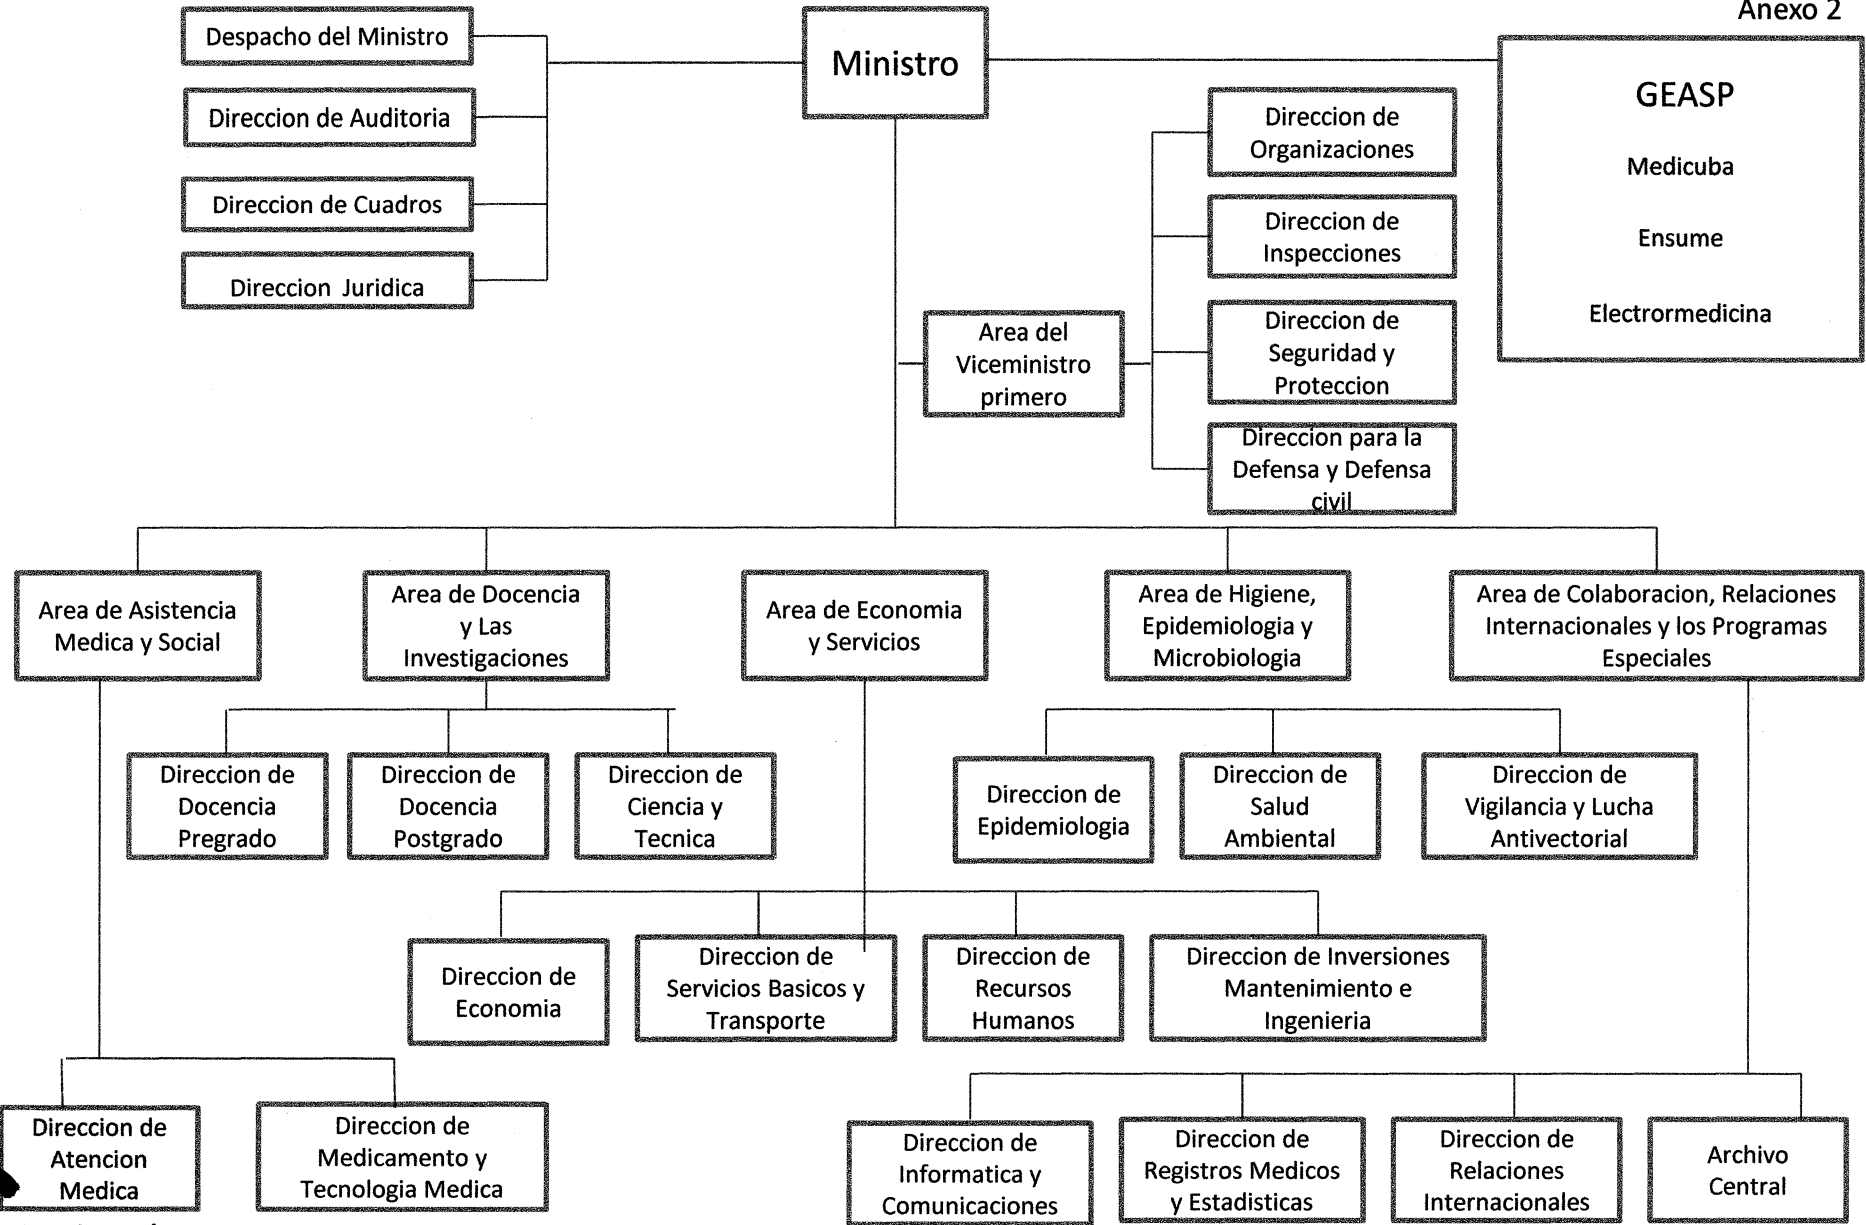 Anexo 2
Despacho del Ministro
Direccion de Auditoria
Direccion de Cuadros
Direccion Juridica
Ministro
GEASP
Medicuba
Ensume
Electrormedicina
Direccion de
Organizaciones
Direccion de
Inspecciones
Direccion de
Seguridad y
Proteccion
Direccion para la
Defensa y Defensa
civil
Area del
Viceministro
primero
Area de Asistencia
Medica y Social
Area de Docencia
y Las
Investigaciones
Area de Economia
y Servicios
Area de Higiene,
Epidemiologia y
Microbiologia
Area de Colaboracion, Relaciones
Internacionales y los Programas
Especiales
Direccion de
Docencia
Pregrado
Direccion de
Docencia
Postgrado
Direccion de
Ciencia y
Tecnica
Direccion de
Epidemiologia
Direccion de
Salud
Ambiental
Direccion de
Vigilancia y Lucha
Antivectorial
Direccion de
Economia
Direccion de
Servicios Basicos y
Transporte
Direccion de
Recursos
Humanos
Direccion de Inversiones
Mantenimiento e
Ingenieria
Direccion de
Atencion
Medica
Direccion de
Medicamento y
Tecnologia Medica
Direccion de
Informatica y
Comunicaciones
Direccion de
Registros Medicos
y Estadisticas
Direccion de
Relaciones
Internacionales
Archivo
Central